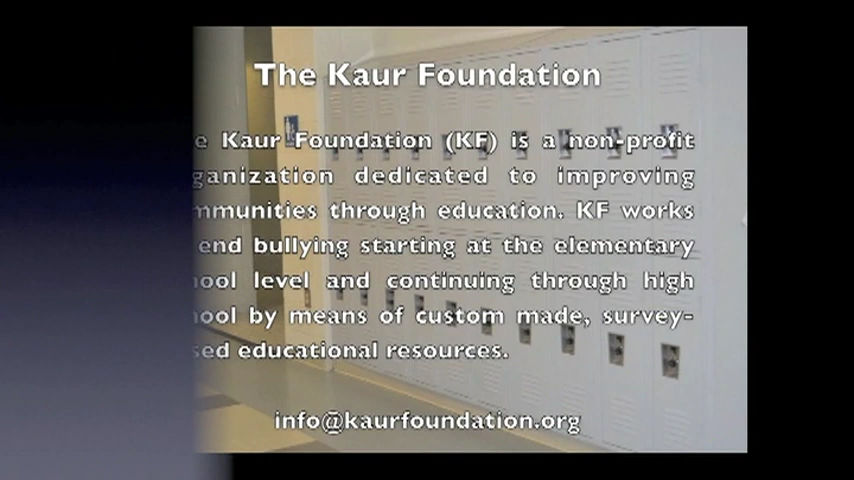 The Kaur Foundation
e Kaur Foundation (KF) is a non-profit
ganization dedicated to improving
mmunities through education. KF works
end bullying starting at the elementary
ool level and continuing through high
ool by means of custom made, survey-
sed educational resources.
info@kaurfoundation.org